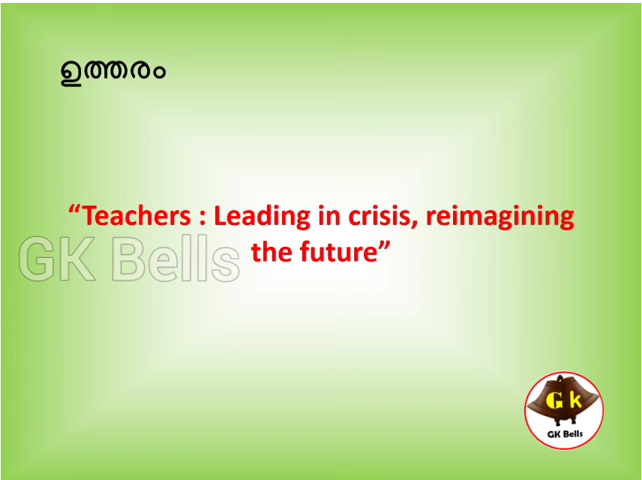 ഉത്തരം
“Teachers : Leading in crisis, reimagining
the future”
GK Bells
G k
GK Bells